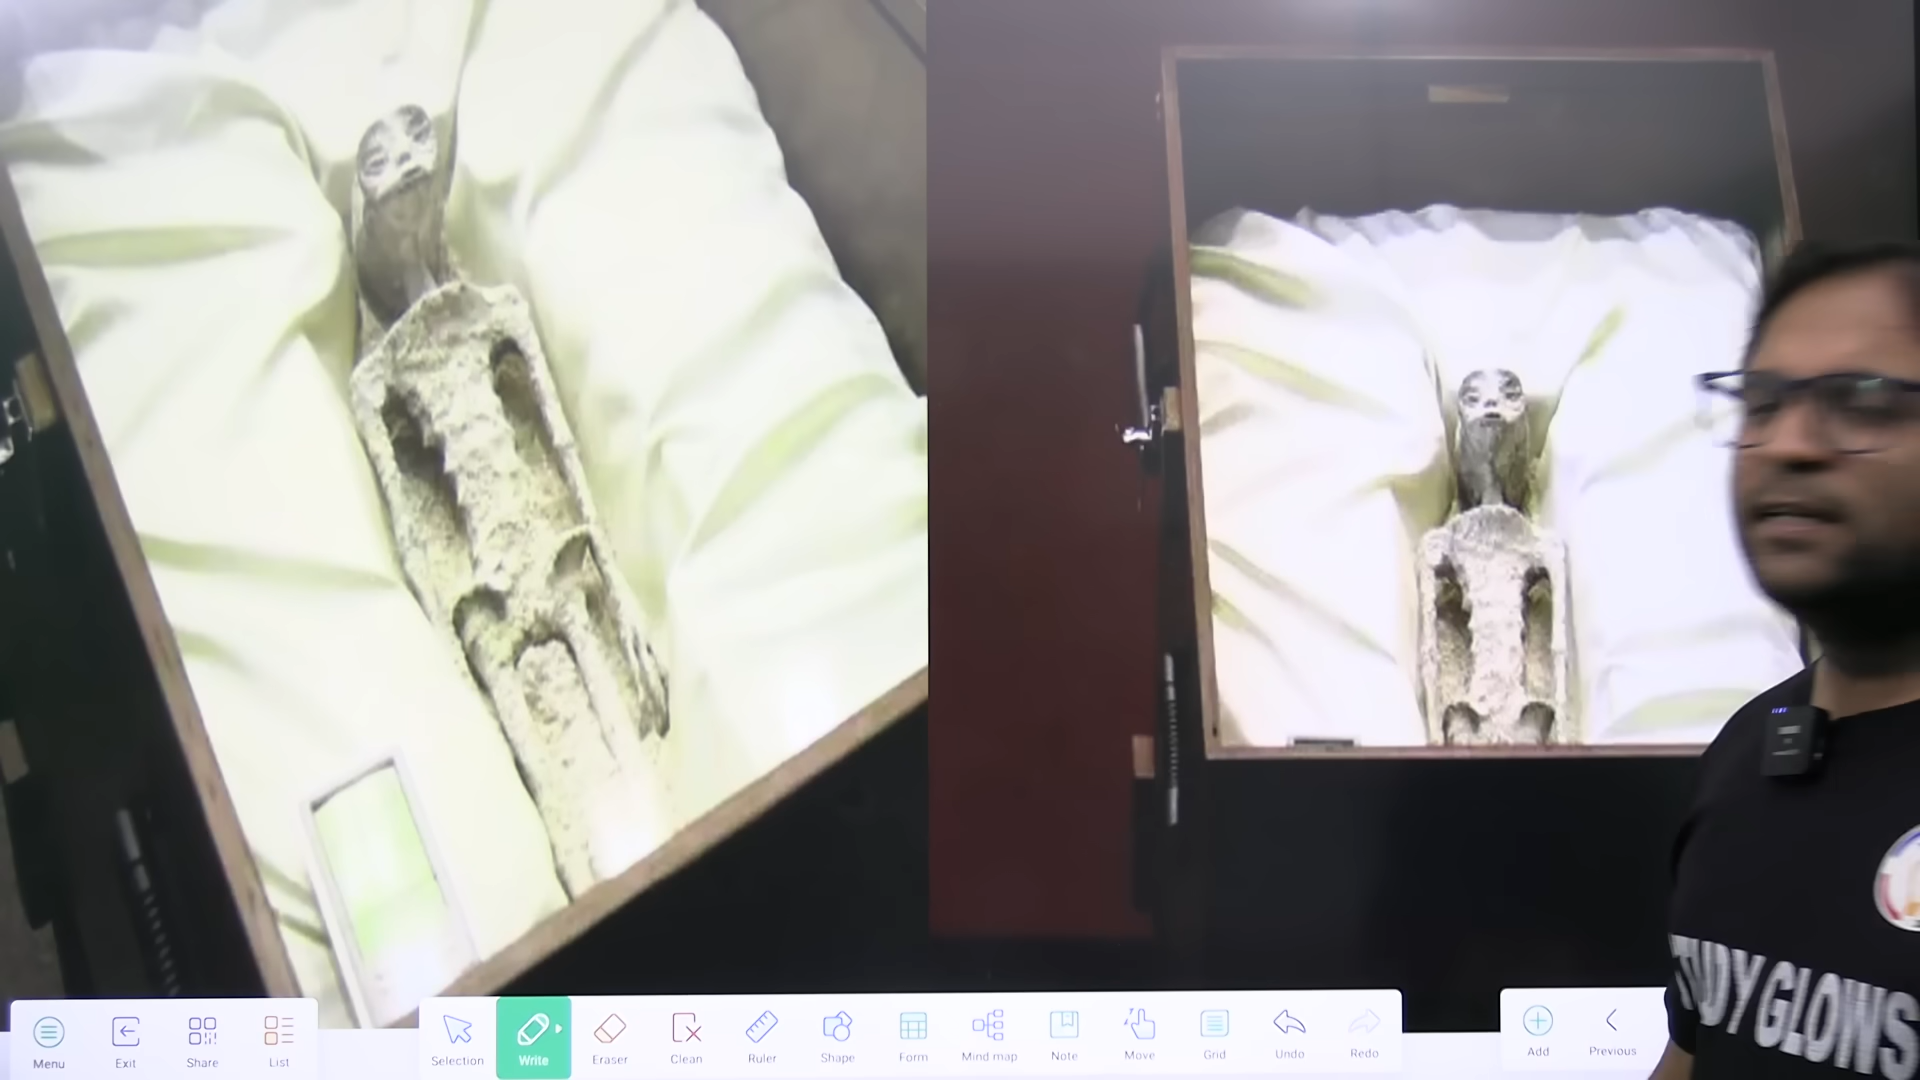 Menu
Exit
Share
List
Selection
Write
Eraser
Clean
Ruler
Shape
Form
Mind map
Note
Move
Grid
Undo
Redo
Add
Previous
TUDY GLOWS